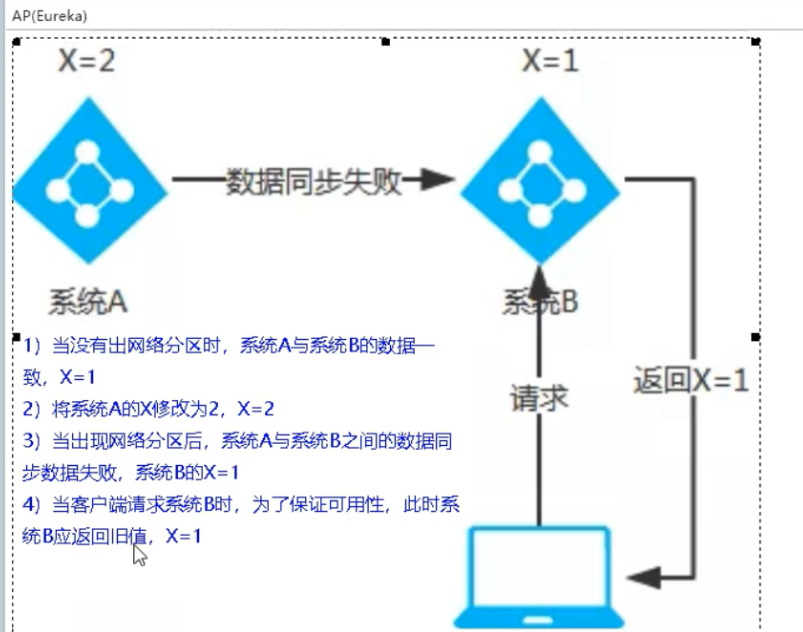 AP(Eureka)
X=2
X=1
数据同步失败
系统A
系统B
1）当没有出网络分区时，系统A与系统B的数据一
致，X=1
2）将系统A的X修改为2，X=2
3）当出现网络分区后，系统A与系统B之间的数据同
步数据失败，系统B的X=1
4）当客户端请求系统B时，为了保证可用性，此时系
统B应返回旧值，X=1
请求
返回X=1